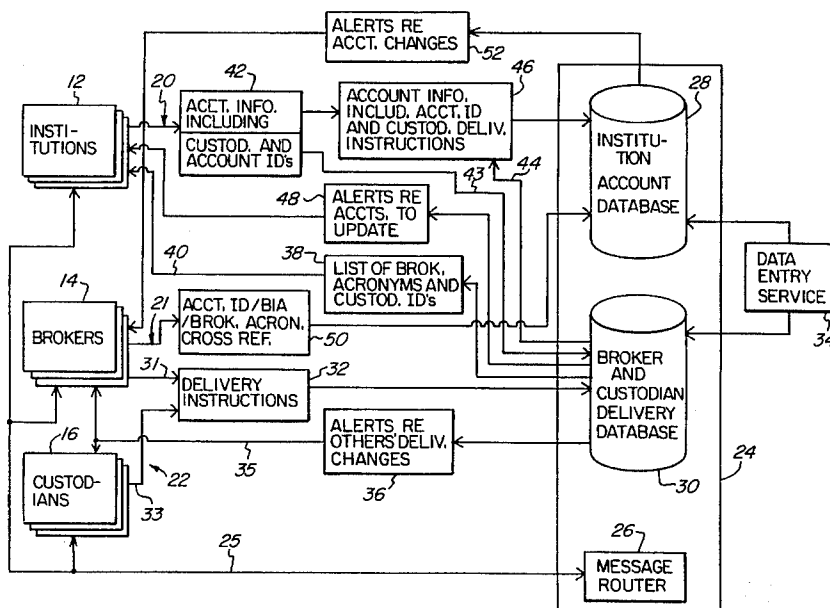 ALERTS RE
ACCT. CHANGES
52
12
INSTI-
TUTIONS
20
42
ACCT. INFO.
INCLUDING
CUSTOD. AND
ACCOUNT ID's
46
ACCOUNT INFO.
INCLUD. ACCT. ID
AND CUSTOD. DELIV.
INSTRUCTIONS
28
INSTITU-
TION
ACCOUNT
DATABASE
43
44
48
ALERTS RE
ACCTS. TO
UPDATE
40
38
LIST OF BROK.
ACRONYMS AND
CUSTOD. ID's
DATA
ENTRY
SERVICE
34
14
BROKERS
21
ACCT. ID/BIA
/BROK. ACRON.
CROSS REF.
50
BROKER
AND
CUSTODIAN
DELIVERY
DATABASE
30
31
DELIVERY
INSTRUCTIONS
32
16
CUSTOD-
IANS
22
33
35
ALERTS RE
OTHERS' DELIV.
CHANGES
36
24
25
26
MESSAGE
ROUTER